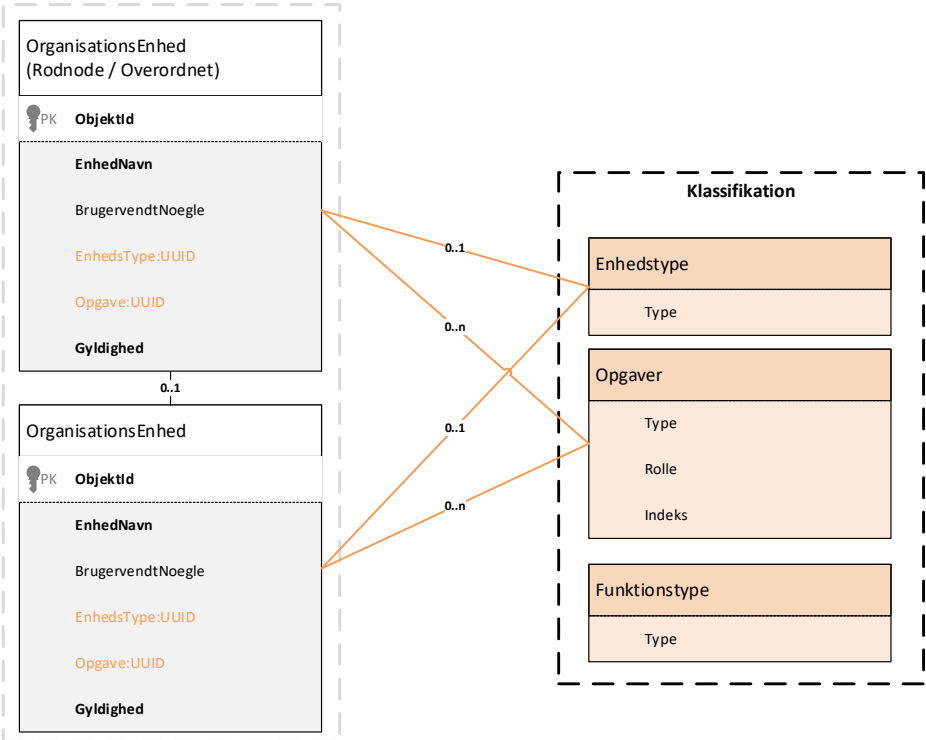 OrganisationsEnhed
(Rodnode / Overordnet)
PK ObjektId
EnhedNavn
BrugervendtNoegle
EnhedsType:UUID
Opgave:UUID
Gyldighed
0..1
OrganisationsEnhed
PK ObjektId
EnhedNavn
BrugervendtNoegle
EnhedsType:UUID
Opgave:UUID
Gyldighed
0..1
0..n
0..1
0..n
Klassifikation
Enhedstype
Type
Opgaver
Type
Rolle
Indeks
Funktionstype
Type